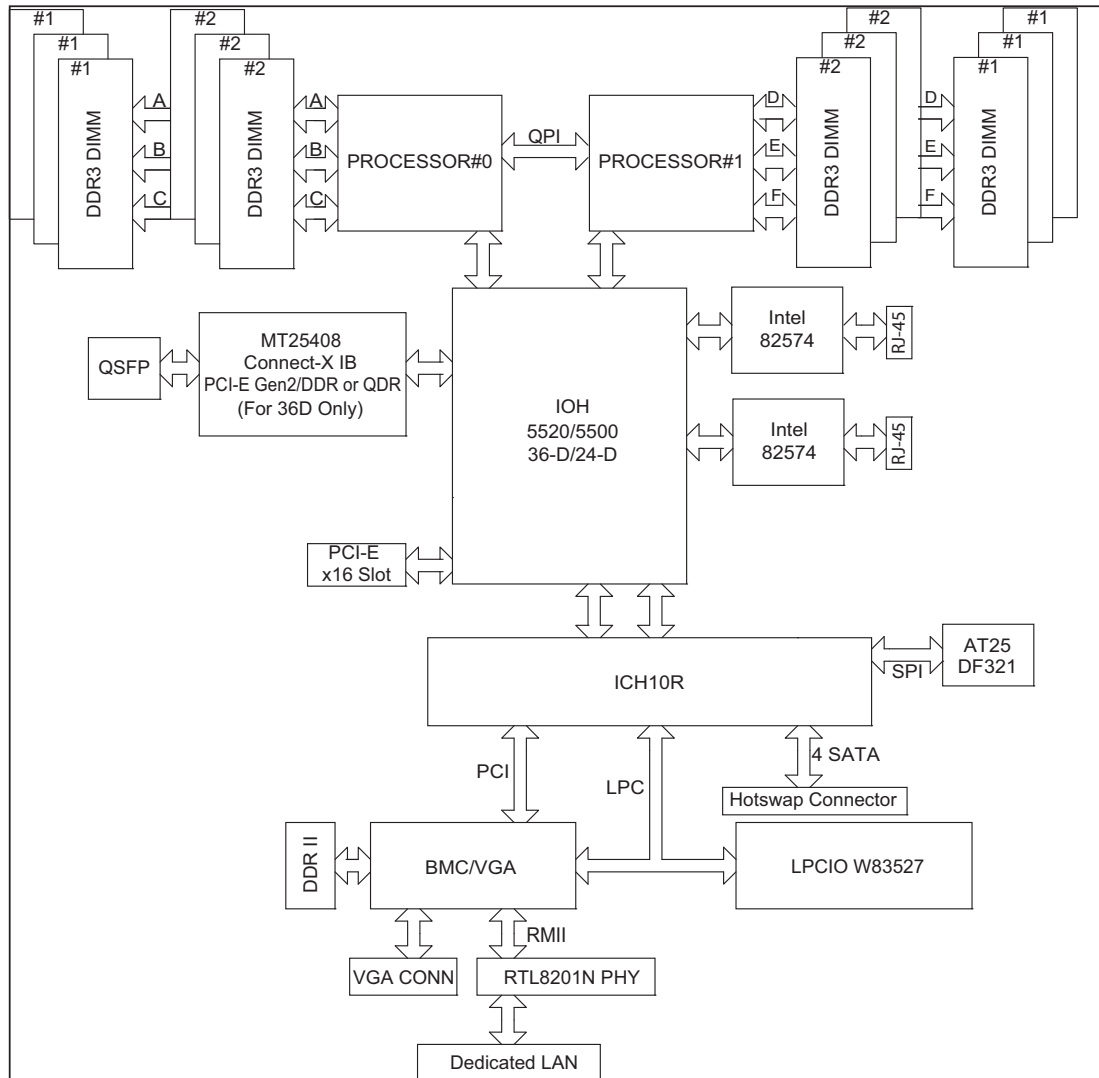 #1
#2
#2
#1
#1
#2
#2
#1
#1
#2
#2
#1
A
A
D
D
B
B
E
E
C
C
F
F
DDR3 DIMM
DDR3 DIMM
PROCESSOR#0
QPI
PROCESSOR#1
DDR3 DIMM
DDR3 DIMM
QSFP
MT25408
Connect-X IB
PCI-E Gen2/DDR or QDR
(For 36D Only)
IOH
5520/5500
36-D/24-D
Intel
82574
RJ-45
Intel
82574
RJ-45
PCI-E
x16 Slot
ICH10R
SPI
AT25
DF321
PCI
LPC
4 SATA
Hotswap Connector
DDR II
BMC/VGA
LPCIO W83527
RMII
VGA CONN
RTL8201N PHY
Dedicated LAN